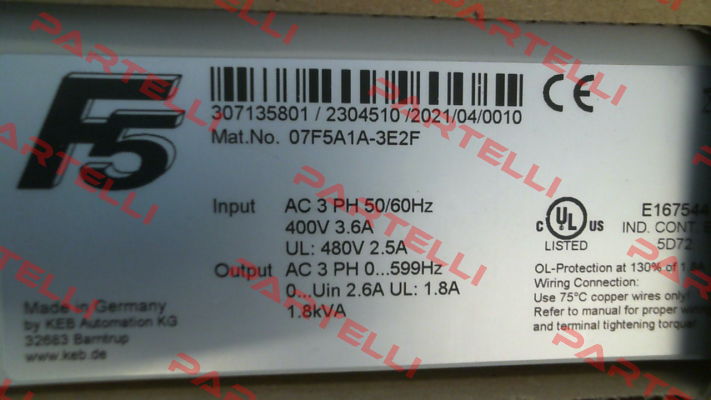 F5
307135801 / 2304510 /2021/04/0010
Mat.No. 07F5A1A-3E2F
CE
Input AC 3 PH 50/60Hz
400V 3.6A
UL: 480V 2.5A
Output AC 3 PH 0...599Hz
0...Uin 2.6A UL: 1.8A
1.8kVA
Made in Germany
by KEB Automation KG
32683 Barntrup
www.keb.de
c UL US
LISTED
E167544
IND. CONT.
5D72
OL-Protection at 130% of
Wiring Connection:
Use 75°C copper wires only!
Refer to manual for proper
and terminal tightening torque!
PARTELLI
PARTELLI
PARTELLI
PARTELLI
PARTELLI
PARTELLI